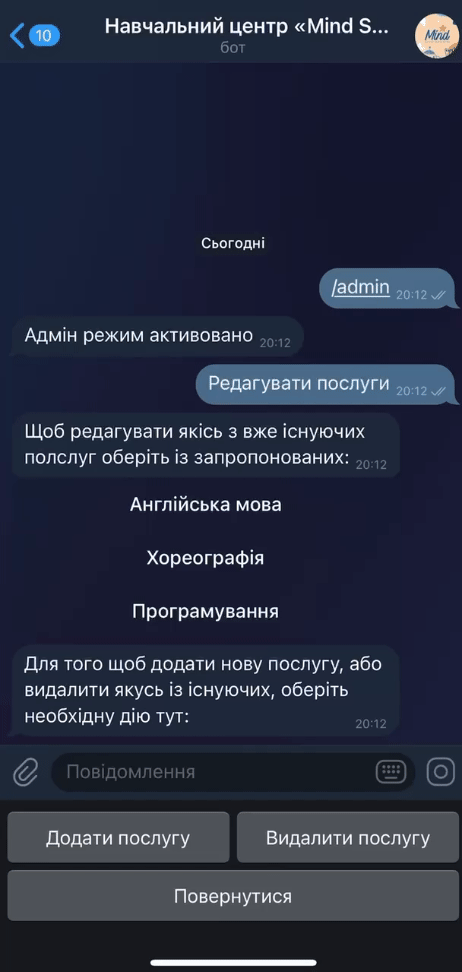 10
Навчальний центр «Mind S...
бот
Mind
Сьогодні
/admin 20:12
Адмін режим активовано 20:12
Редагувати послуги 20:12
Щоб редагувати якісь з вже існуючих
полслуг оберіть із запропонованих: 20:12
Англійська мова
Хореографія
Програмування
Для того щоб додати нову послугу, або
видалити якусь із існуючих, оберіть
необхідну дію тут: 20:12
Повідомлення
Додати послугу Видалити послугу
Повернутися